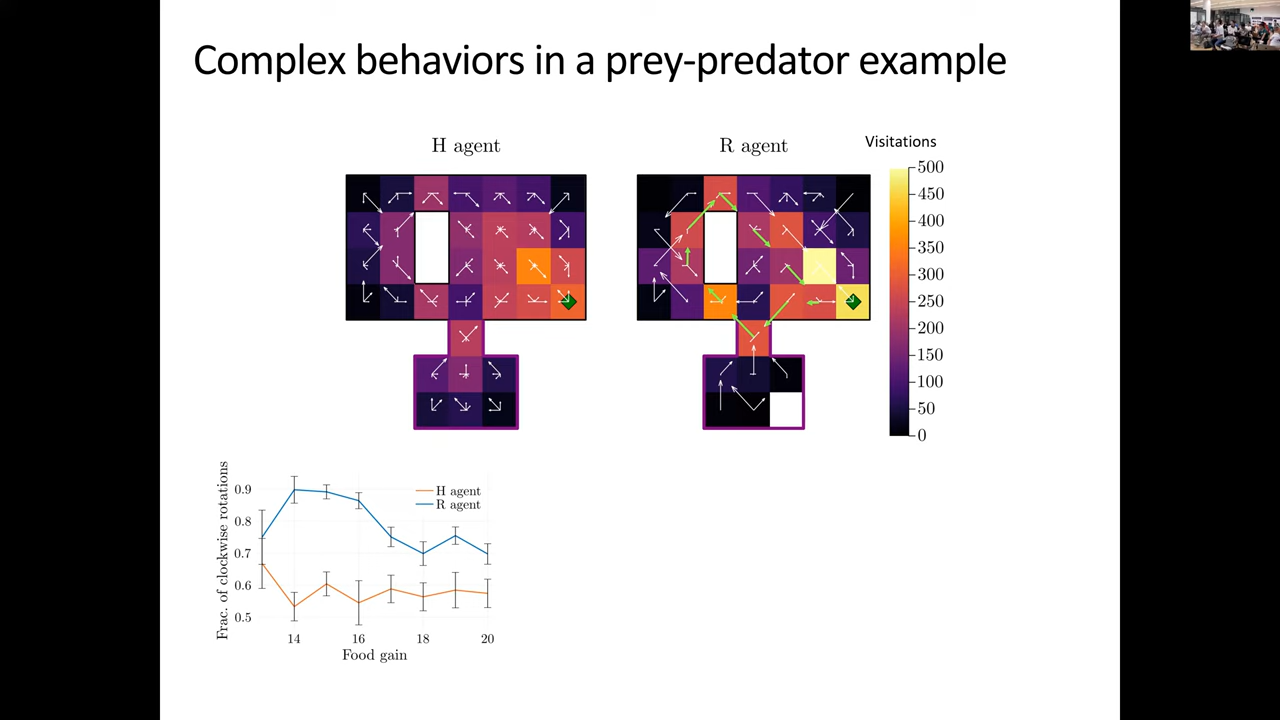 Complex behaviors in a prey-predator example
H agent
R agent
Visitations
500
450
400
350
300
250
200
150
100
50
0
Frac. of clockwise rotations
0.9
0.8
0.7
0.6
0.5
H agent
R agent
14 16 18 20
Food gain